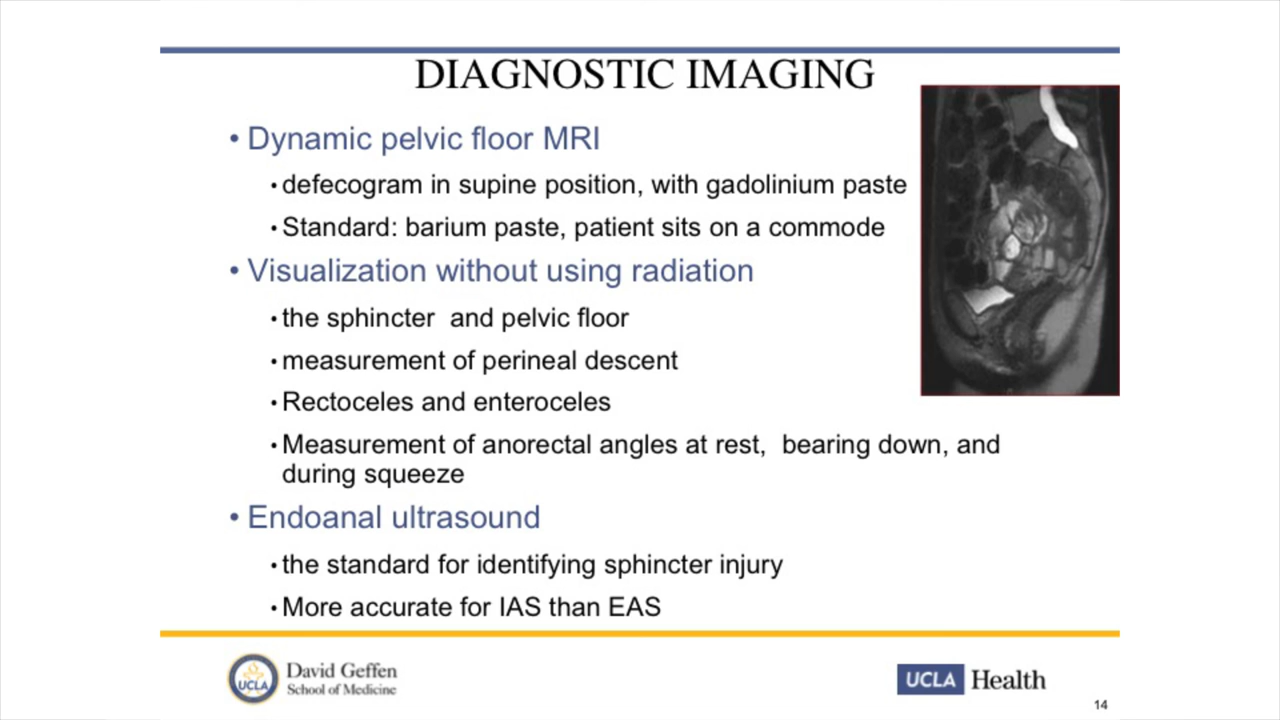 DIAGNOSTIC IMAGING
• Dynamic pelvic floor MRI
• defecogram in supine position, with gadolinium paste
• Standard: barium paste, patient sits on a commode
• Visualization without using radiation
• the sphincter and pelvic floor
• measurement of perineal descent
• Rectoceles and enteroceles
• Measurement of anorectal angles at rest, bearing down, and
during squeeze
• Endoanal ultrasound
• the standard for identifying sphincter injury
• More accurate for IAS than EAS
UCLA
David Geffen
School of Medicine
UCLA Health
14